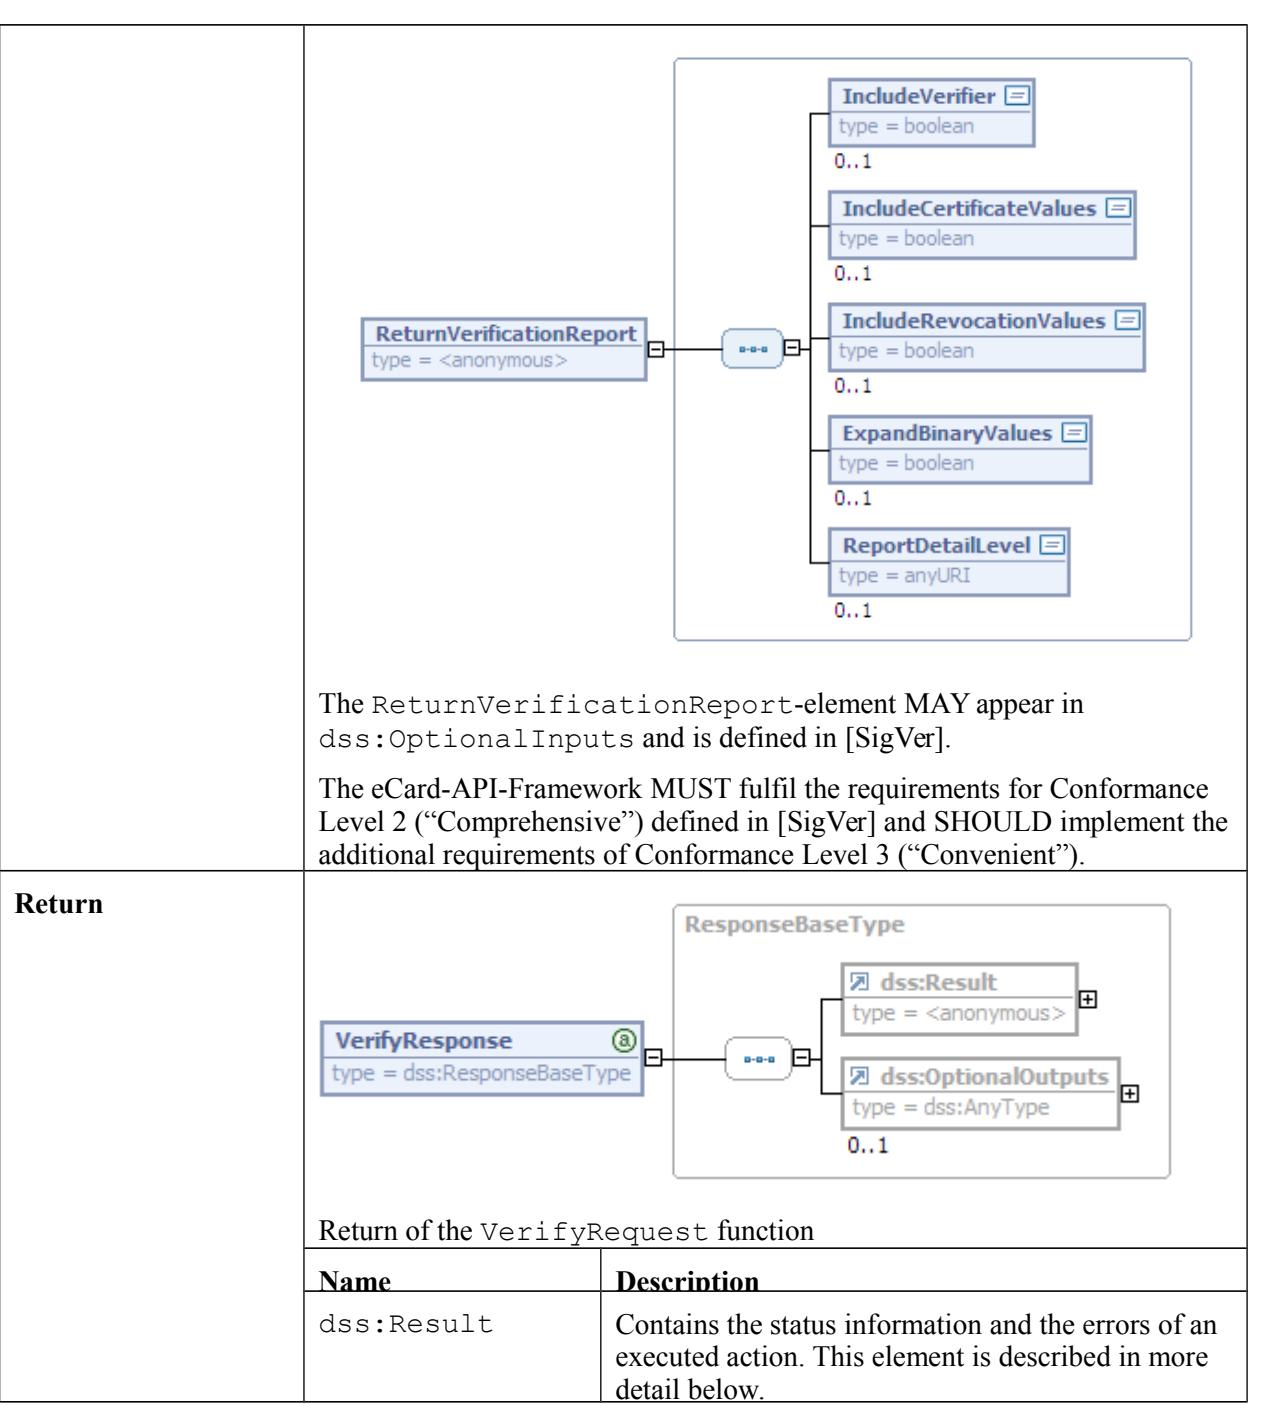 IncludeVerifier
type = boolean
0..1
IncludeCertificateValues
type = boolean
0..1
IncludeRevocationValues
type = boolean
0..1
ReturnVerificationReport
type = <anonymous>
ExpandBinaryValues
type = boolean
0..1
ReportDetailLevel
type = anyURI
0..1
The ReturnVerificationReport-element MAY appear in
dss:OptionalInputs and is defined in [SigVer].
The eCard-API-Framework MUST fulfil the requirements for Conformance
Level 2 (“Comprehensive”) defined in [SigVer] and SHOULD implement the
additional requirements of Conformance Level 3 (“Convenient”).
Return
ResponseBaseType
dss:Result
type = <anonymous>
VerifyResponse a
type = dss:ResponseBaseType
dss:OptionalOutputs
type = dss:AnyType
0..1
Return of the VerifyRequest function
Name Description
dss:Result Contains the status information and the errors of an
executed action. This element is described in more
detail below.